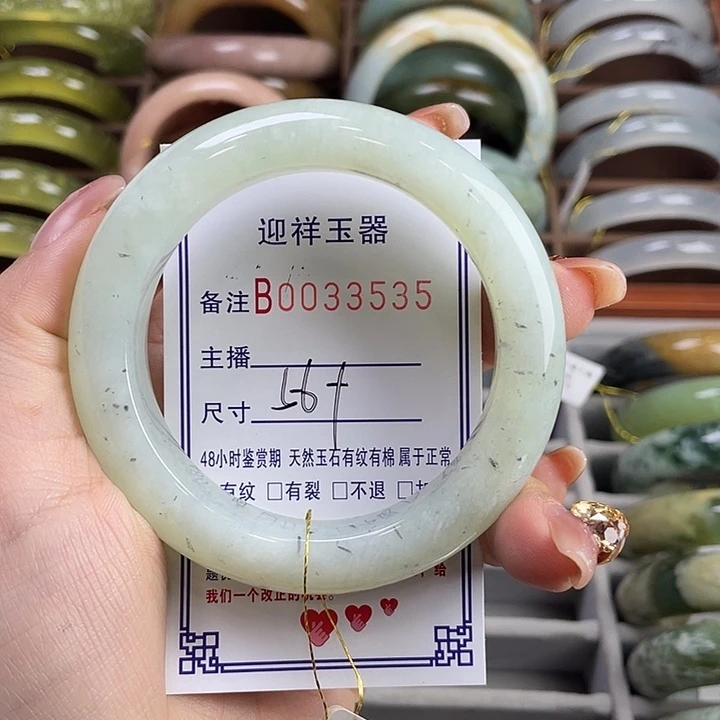 迎祥玉器
备注B0033535
主播
尺寸 56+
48小时鉴赏期 天然玉石有纹有棉 属于正常
有纹 □有裂 □不退 □
给
我们一个改正的机会